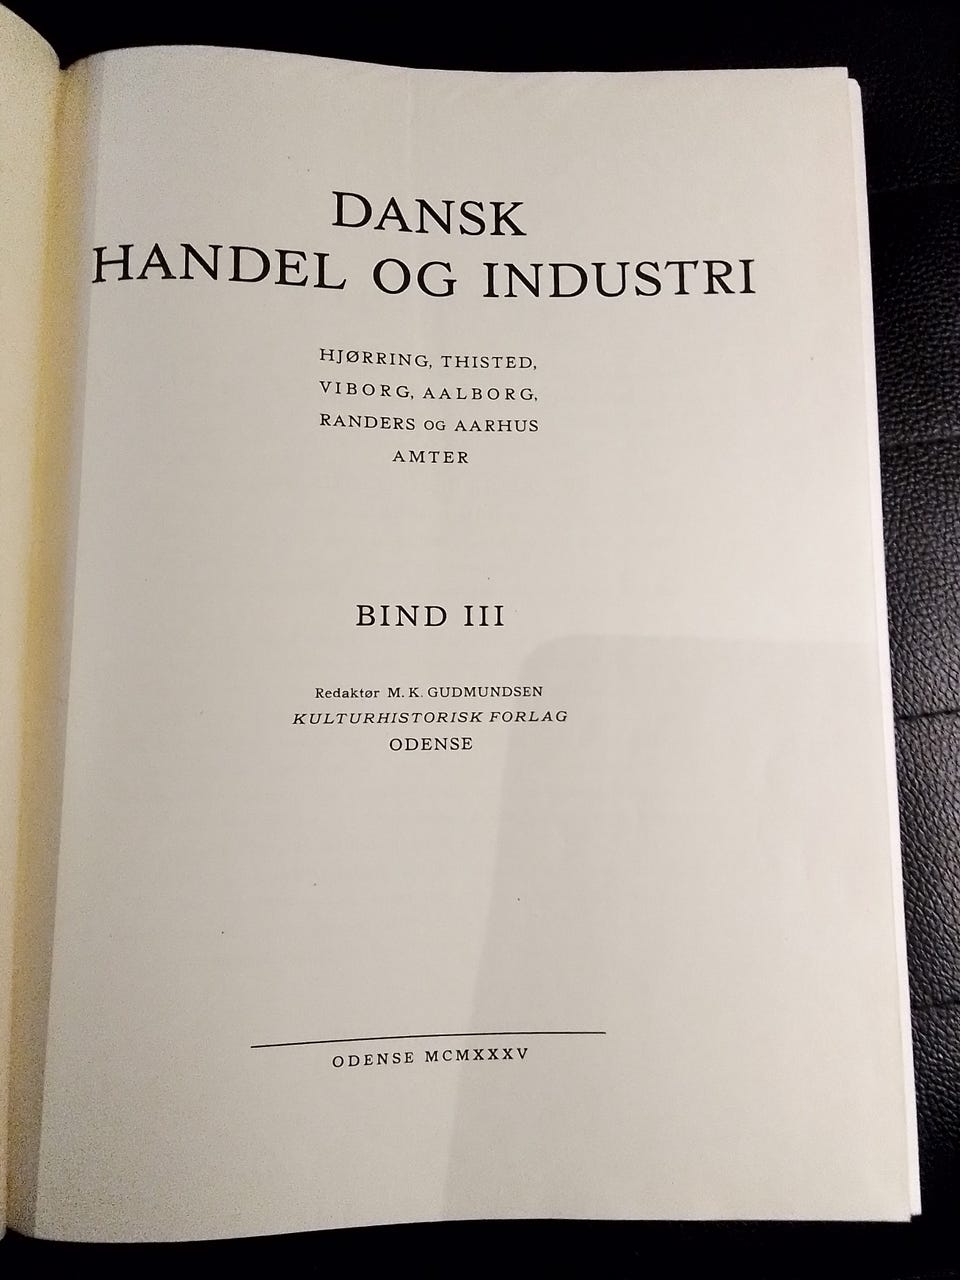 DANSK
HANDEL OG INDUSTRI
HJØRRING, THISTED,
VIBORG, AALBORG,
RANDERS OG AARHUS
AMTER
BIND III
Redaktør M. K. GUDMUNDSEN
KULTURHISTORISK FORLAG
ODENSE
ODENSE MCMXXXV